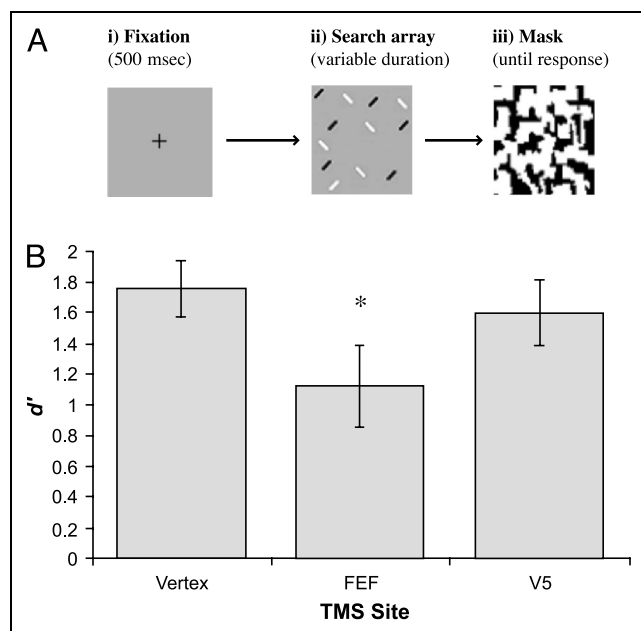 A
i) Fixation
(500 msec)
ii) Search array
(variable duration)
iii) Mask
(until response)
B
2
1.8
1.6
1.4
1.2
1
0.8
0.6
0.4
0.2
0
d'
*
Vertex
FEF
V5
TMS Site